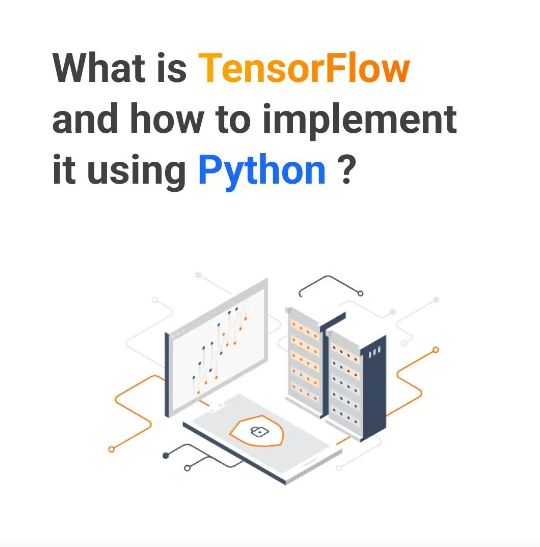 What is TensorFlow
and how to implement
it using Python ?